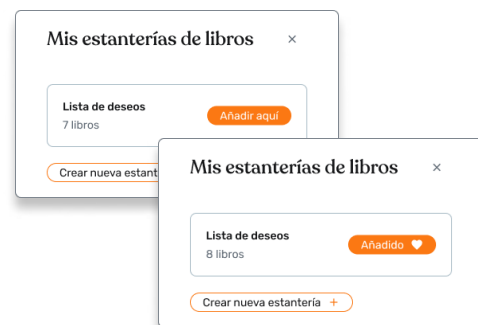 Mis estanterías de libros
Lista de deseos
Añadir aquí
7 libros
Crear nueva estant
Mis estanterías de libros
Lista de deseos
Añadido
8 libros
Crear nueva estantería +